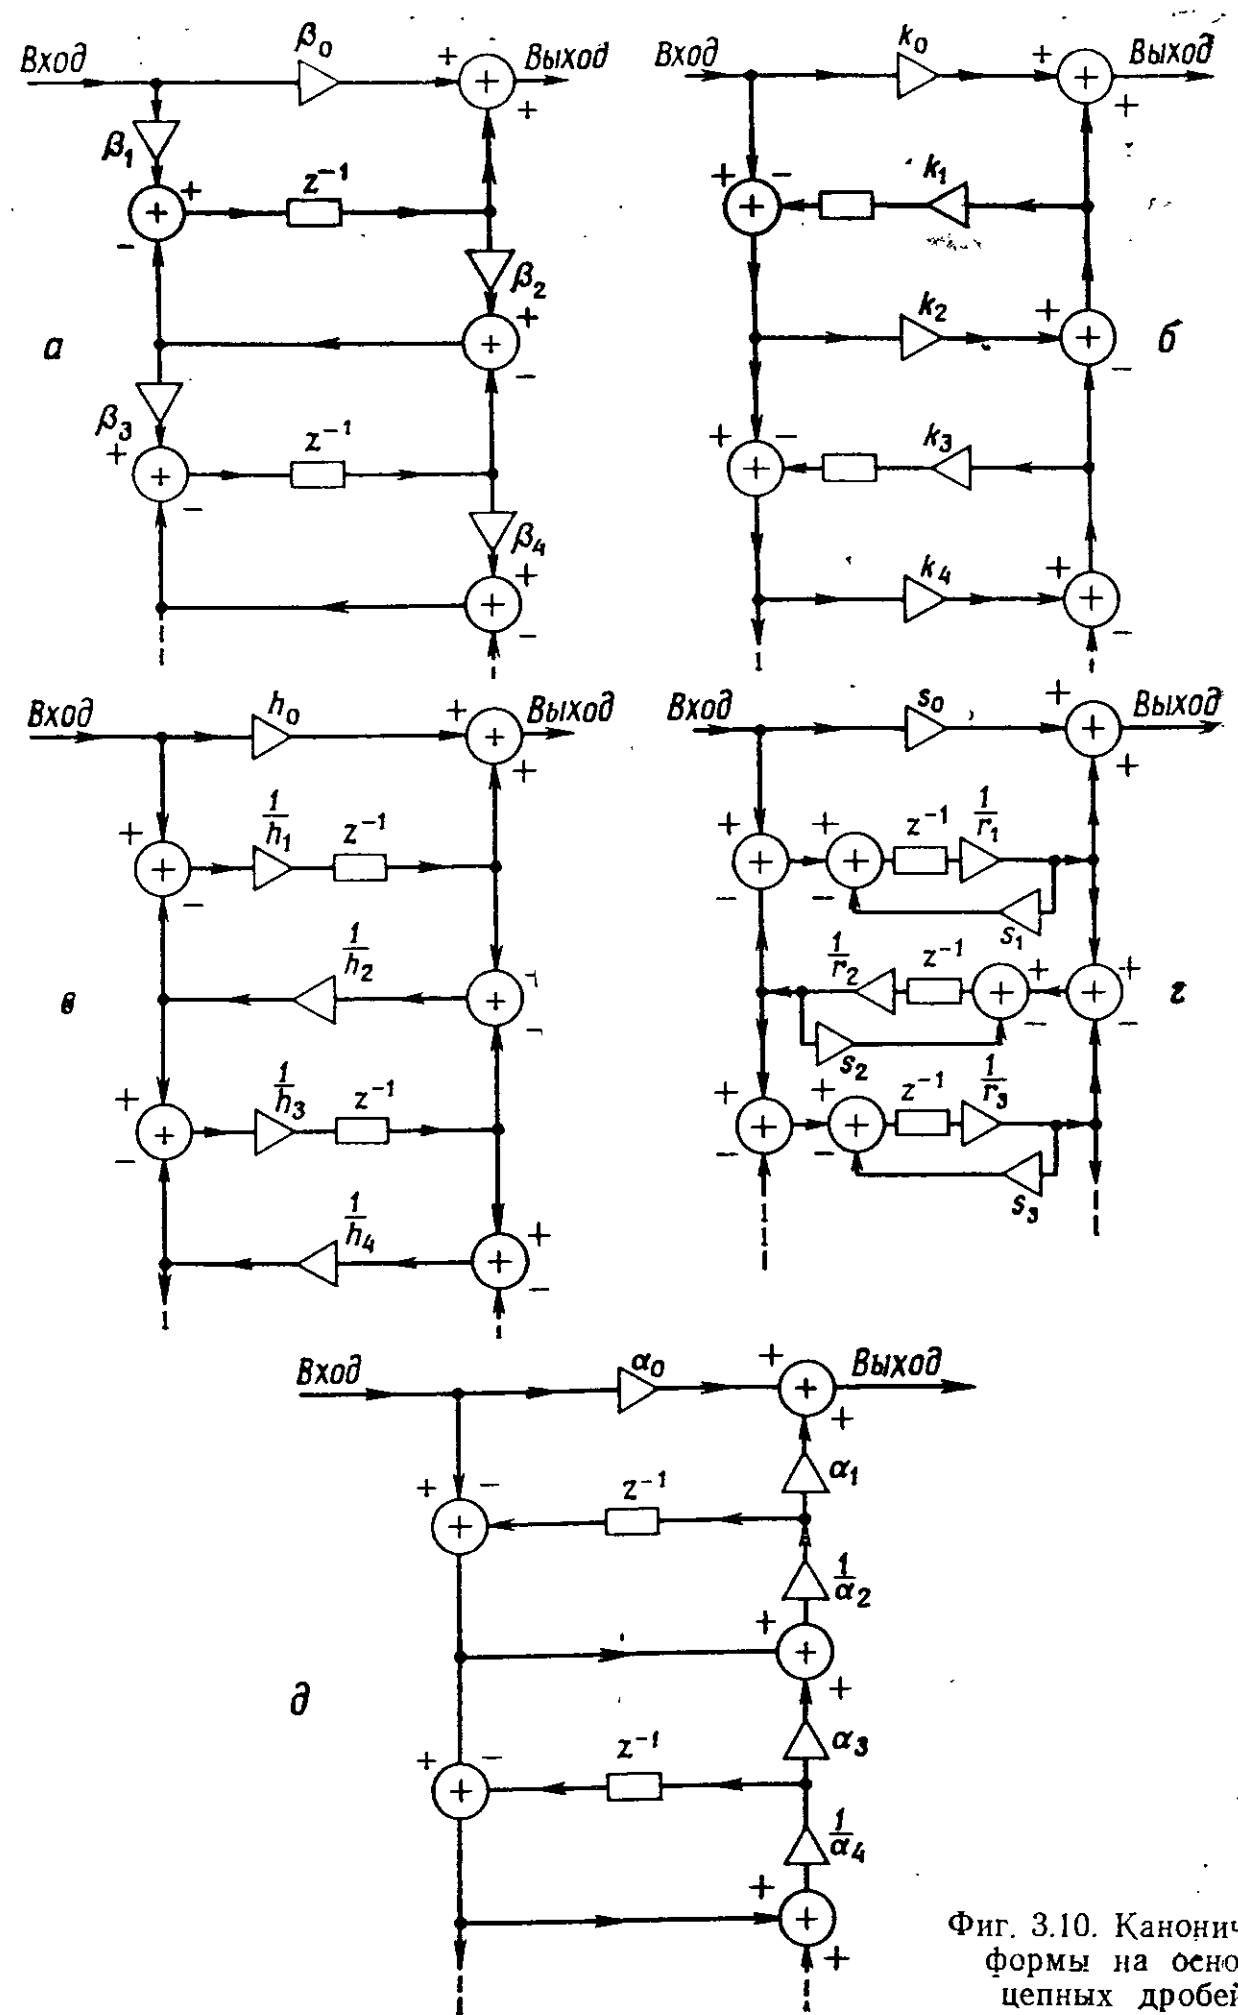 Вход β₀ + Выход
+
β₁
+ z⁻¹
+
−
β₂
+
а
+
−
β₃
+ z⁻¹
+
−
β₄
+
+
−
Вход k₀ + Выход
+
+
+ − k₁
+
k₂ +
+
б
−
+ − k₃
+
k₄ +
+
−
Вход h₀ + Выход
+
+
+ 1/h₁ z⁻¹
+
−
1/h₂
+
−
в
+ 1/h₃ z⁻¹
+
−
1/h₄
+
+
−
Вход s₀ + Выход
+
+
+ + z⁻¹ 1/r₁
+ +
− −
s₁
1/r₂ z⁻¹ + +
+ +
− −
г
s₂
+ + z⁻¹ 1/r₃
+ +
− −
s₃
Вход α₀ + Выход
+
+
α₁
+ − z⁻¹
+
1/α₂
+
+
+
д
α₃
+ − z⁻¹
+
1/α₄
+
+
+
Фиг. 3.10. Канонич
формы на осно
цепных дробей